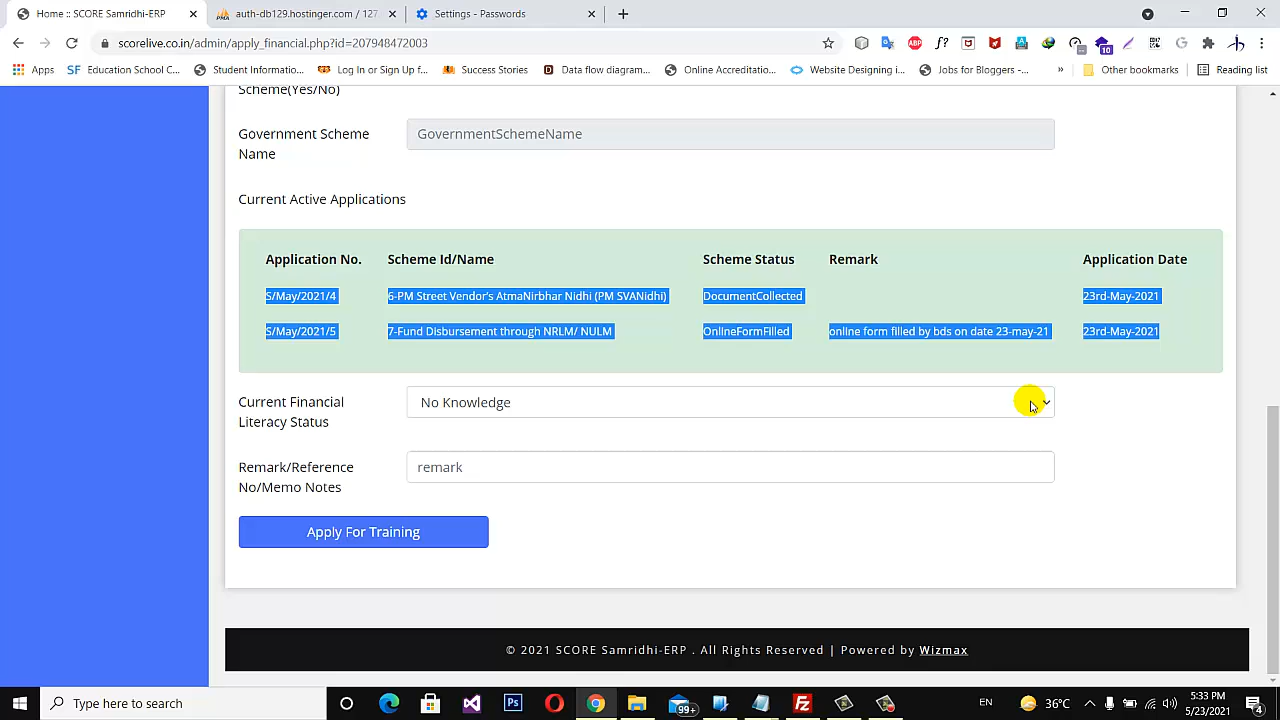 Home :: SCORE Samridhi-ERP
auth-db129.hostinger.com / 127
Settings - Passwords
scorelive.co.in/admin/apply_financial.php?id=207948472003
Apps
Education School C...
Student Informatio...
Log In or Sign Up f...
Success Stories
Data flow diagram...
Online Accreditatio...
Website Designing i...
Jobs for Bloggers -...
»
Other bookmarks
Reading list
Scheme(Yes/No)
Government Scheme
Name
GovernmentSchemeName
Current Active Applications
Application No. Scheme Id/Name Scheme Status Remark Application Date
S/May/2021/4 6-PM Street Vendor's AtmaNirbhar Nidhi (PM SVANidhi) DocumentCollected 23rd-May-2021
S/May/2021/5 7-Fund Disbursement through NRLM/ NULM OnlineFormFilled online form filled by bds on date 23-may-21 23rd-May-2021
Current Financial
Literacy Status
No Knowledge
Remark/Reference
No/Memo Notes
remark
Apply For Training
© 2021 SCORE Samridhi-ERP . All Rights Reserved | Powered by Wizmax
Type here to search
99+
36°C
EN
5:33 PM
5/23/2021
4